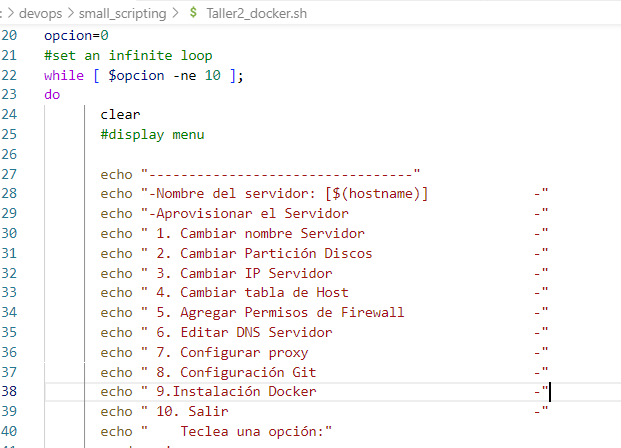 : > devops > small_scripting > $ Taller2_docker.sh
20 opcion=0
21 #set an infinite loop
22 while [ $opcion -ne 10 ];
23 do
24 clear
25 #display menu
26
27 echo "---------------------------------"
28 echo "-Nombre del servidor: [$(hostname)]             -"
29 echo "-Aprovisionar el Servidor                       -"
30 echo " 1. Cambiar nombre Servidor                     -"
31 echo " 2. Cambiar Partición Discos                    -"
32 echo " 3. Cambiar IP Servidor                         -"
33 echo " 4. Cambiar tabla de Host                       -"
34 echo " 5. Agregar Permisos de Firewall                -"
35 echo " 6. Editar DNS Servidor                         -"
36 echo " 7. Configurar proxy                            -"
37 echo " 8. Configuración Git                           -"
38 echo " 9.Instalación Docker                           -"
39 echo " 10. Salir                                      -"
40 echo "    Teclea una opción:"